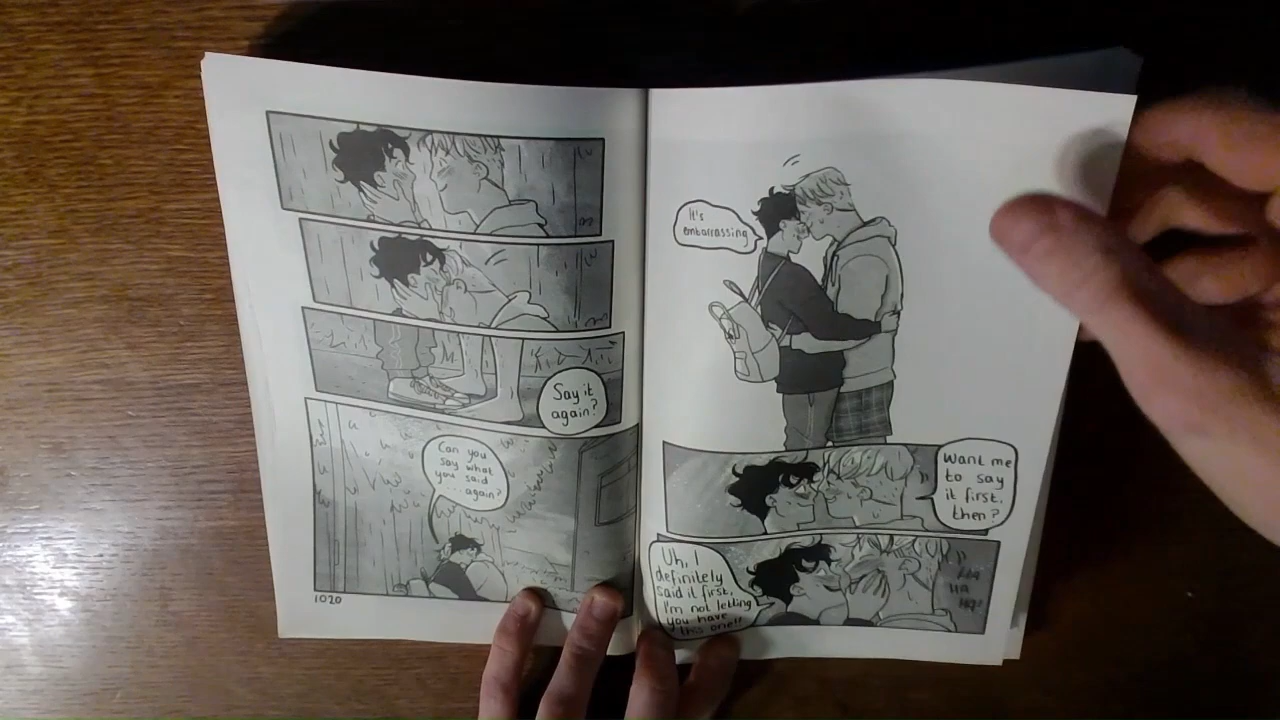 Say it
again?
Can you
say what
you said
...again?
1020
It's
embarrassing
Want me
to say
it first,
then?
Uh, I
definitely
said it first,
I'm not letting
you have
this one!!
HA
HA!